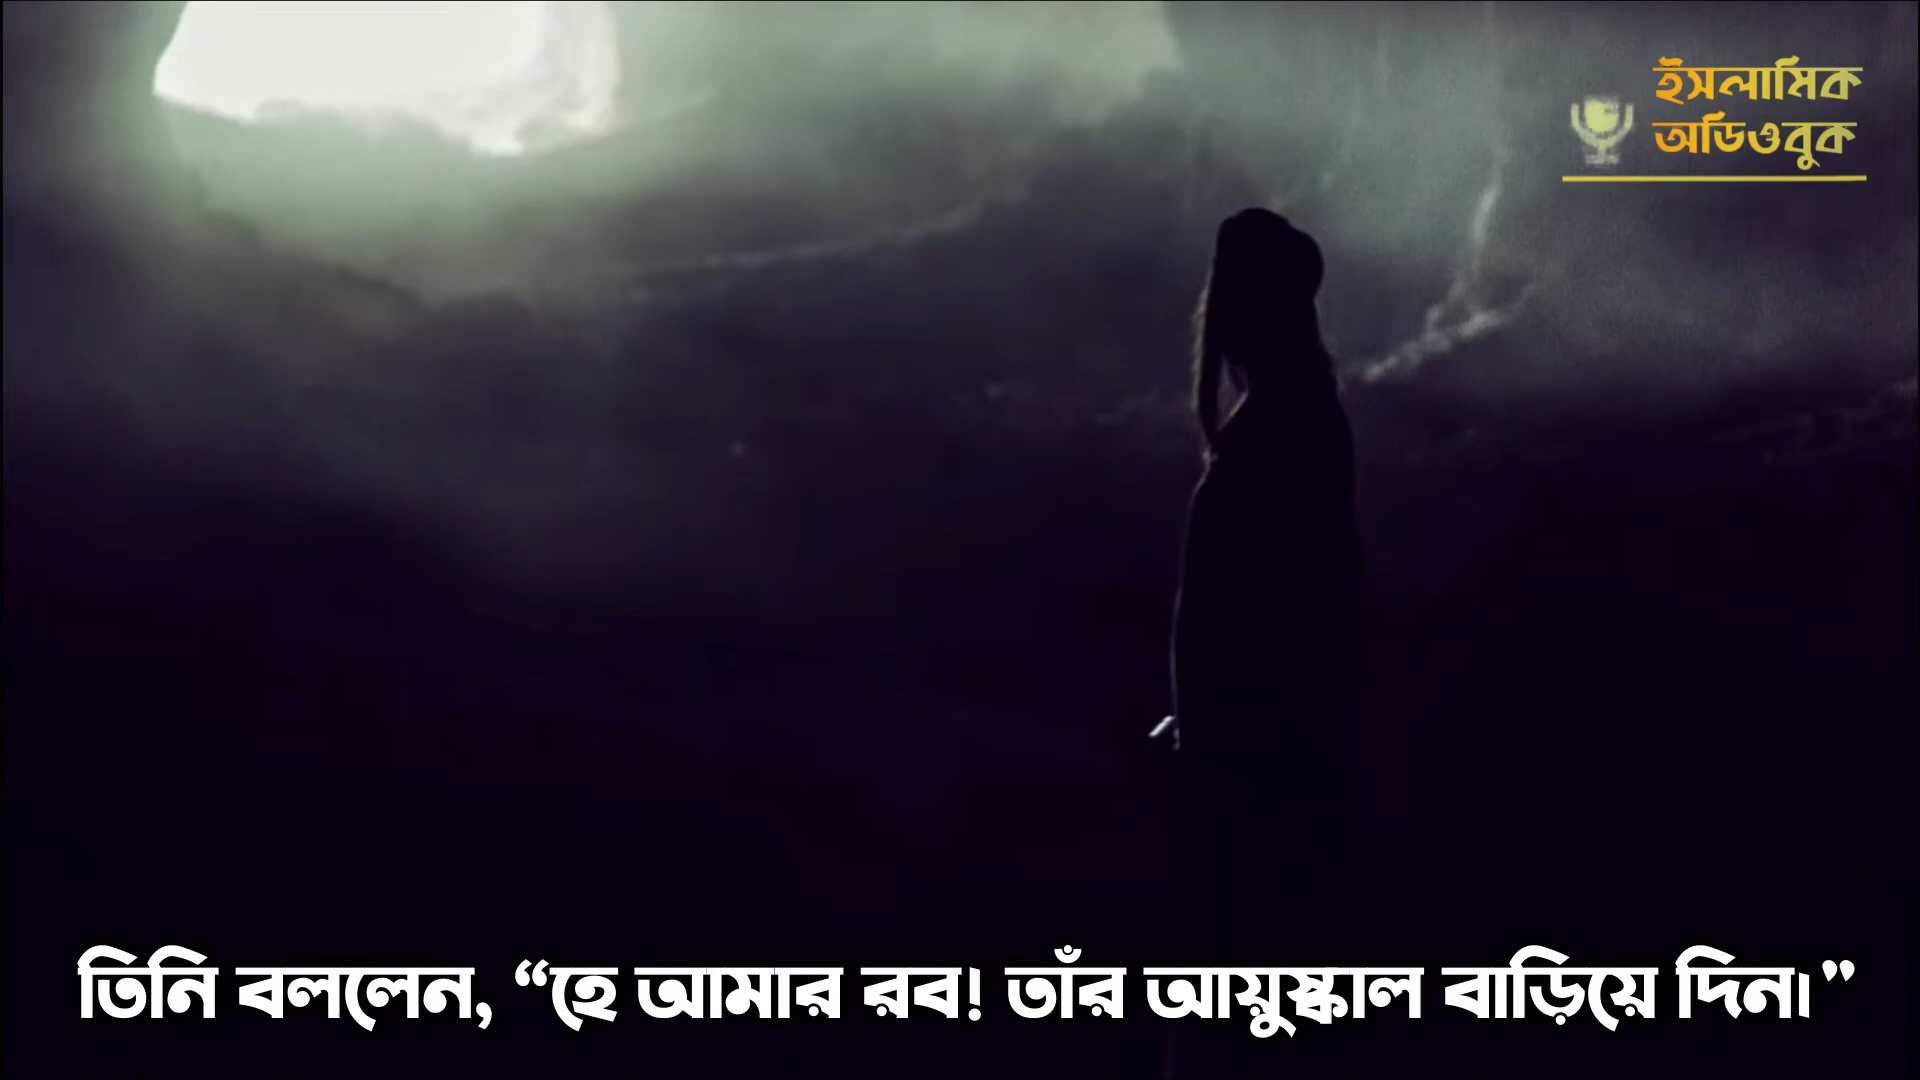 ইসলামিক
অডিওবুক
তিনি বললেন, “হে আমার রব! তাঁর আয়ুষ্কাল বাড়িয়ে দিন।”